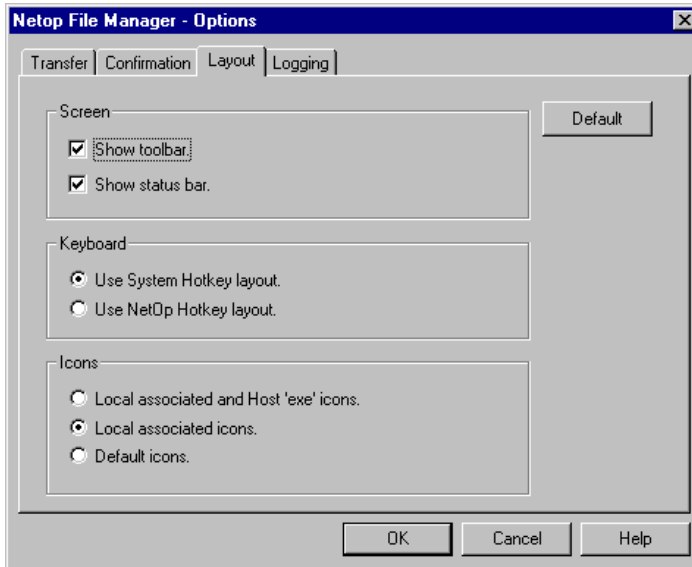 Netop File Manager - Options
Transfer Confirmation Layout Logging
Screen
Default
Show toolbar.
Show status bar.
Keyboard
Use System Hotkey layout.
Use NetOp Hotkey layout.
Icons
Local associated and Host 'exe' icons.
Local associated icons.
Default icons.
OK Cancel Help